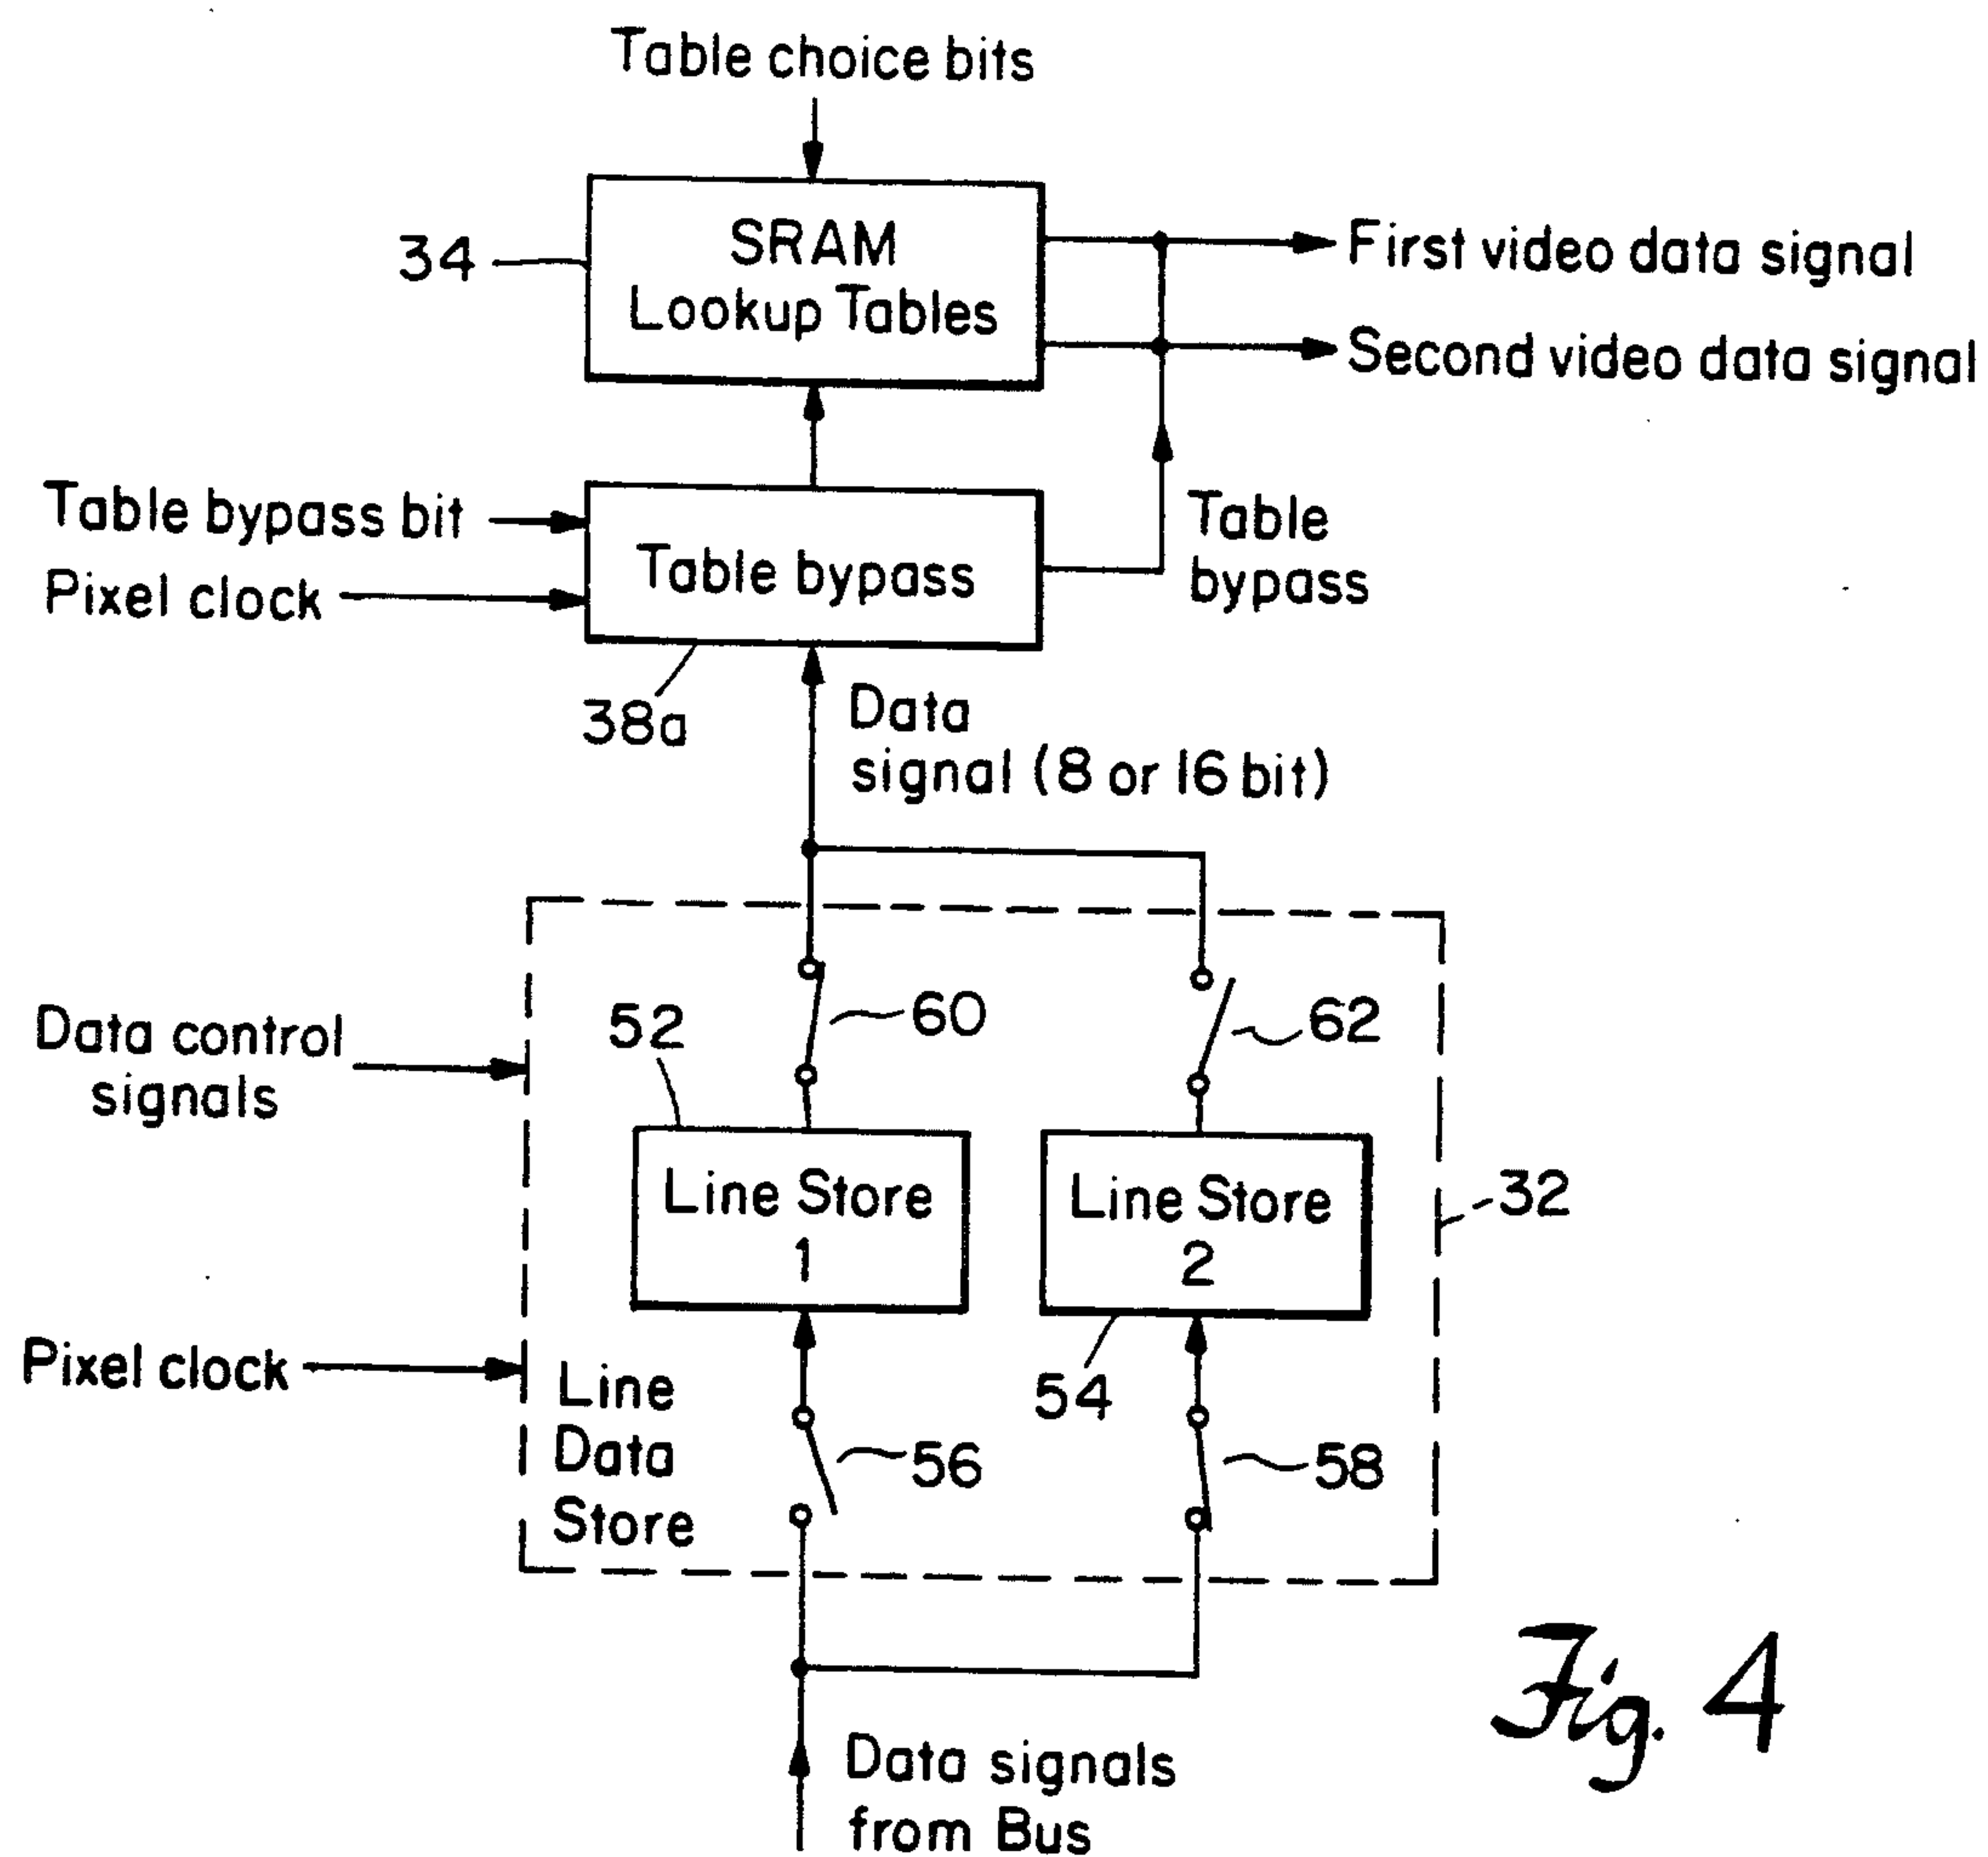 Table choice bits
34
SRAM
Lookup Tables
First video data signal
Second video data signal
Table bypass bit
Pixel clock
Table bypass
Table
bypass
38a
Data
signal (8 or 16 bit)
Data control
signals
52
60
62
Line Store
1
Line Store
2
32
Pixel clock
Line
Data
Store
54
56
58
Data signals
from Bus
Fig. 4